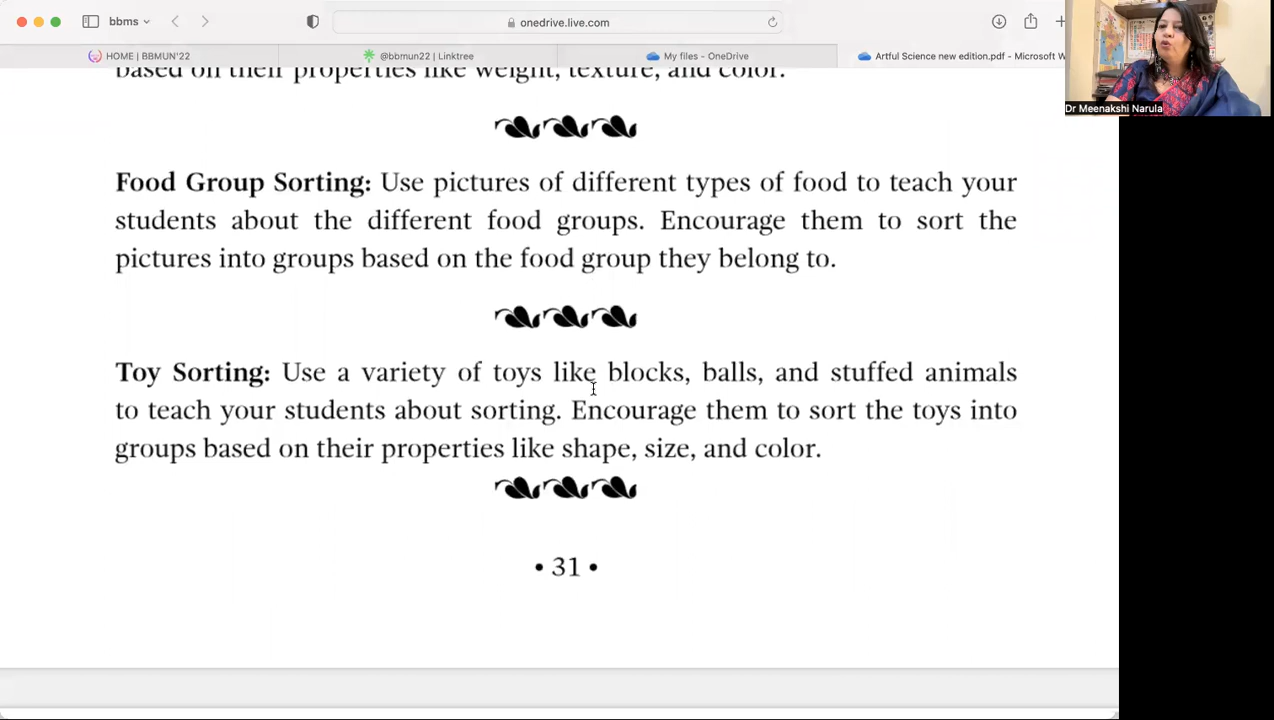 bbms
onedrive.live.com
HOME | BBMUN'22
@bbmun22 | Linktree
My files - OneDrive
Artful Science new edition.pdf - Microsoft W
Dr Meenakshi Narula
based on their properties like weight, texture, and color.
Food Group Sorting: Use pictures of different types of food to teach your
students about the different food groups. Encourage them to sort the
pictures into groups based on the food group they belong to.
Toy Sorting: Use a variety of toys like blocks, balls, and stuffed animals
to teach your students about sorting. Encourage them to sort the toys into
groups based on their properties like shape, size, and color.
• 31 •